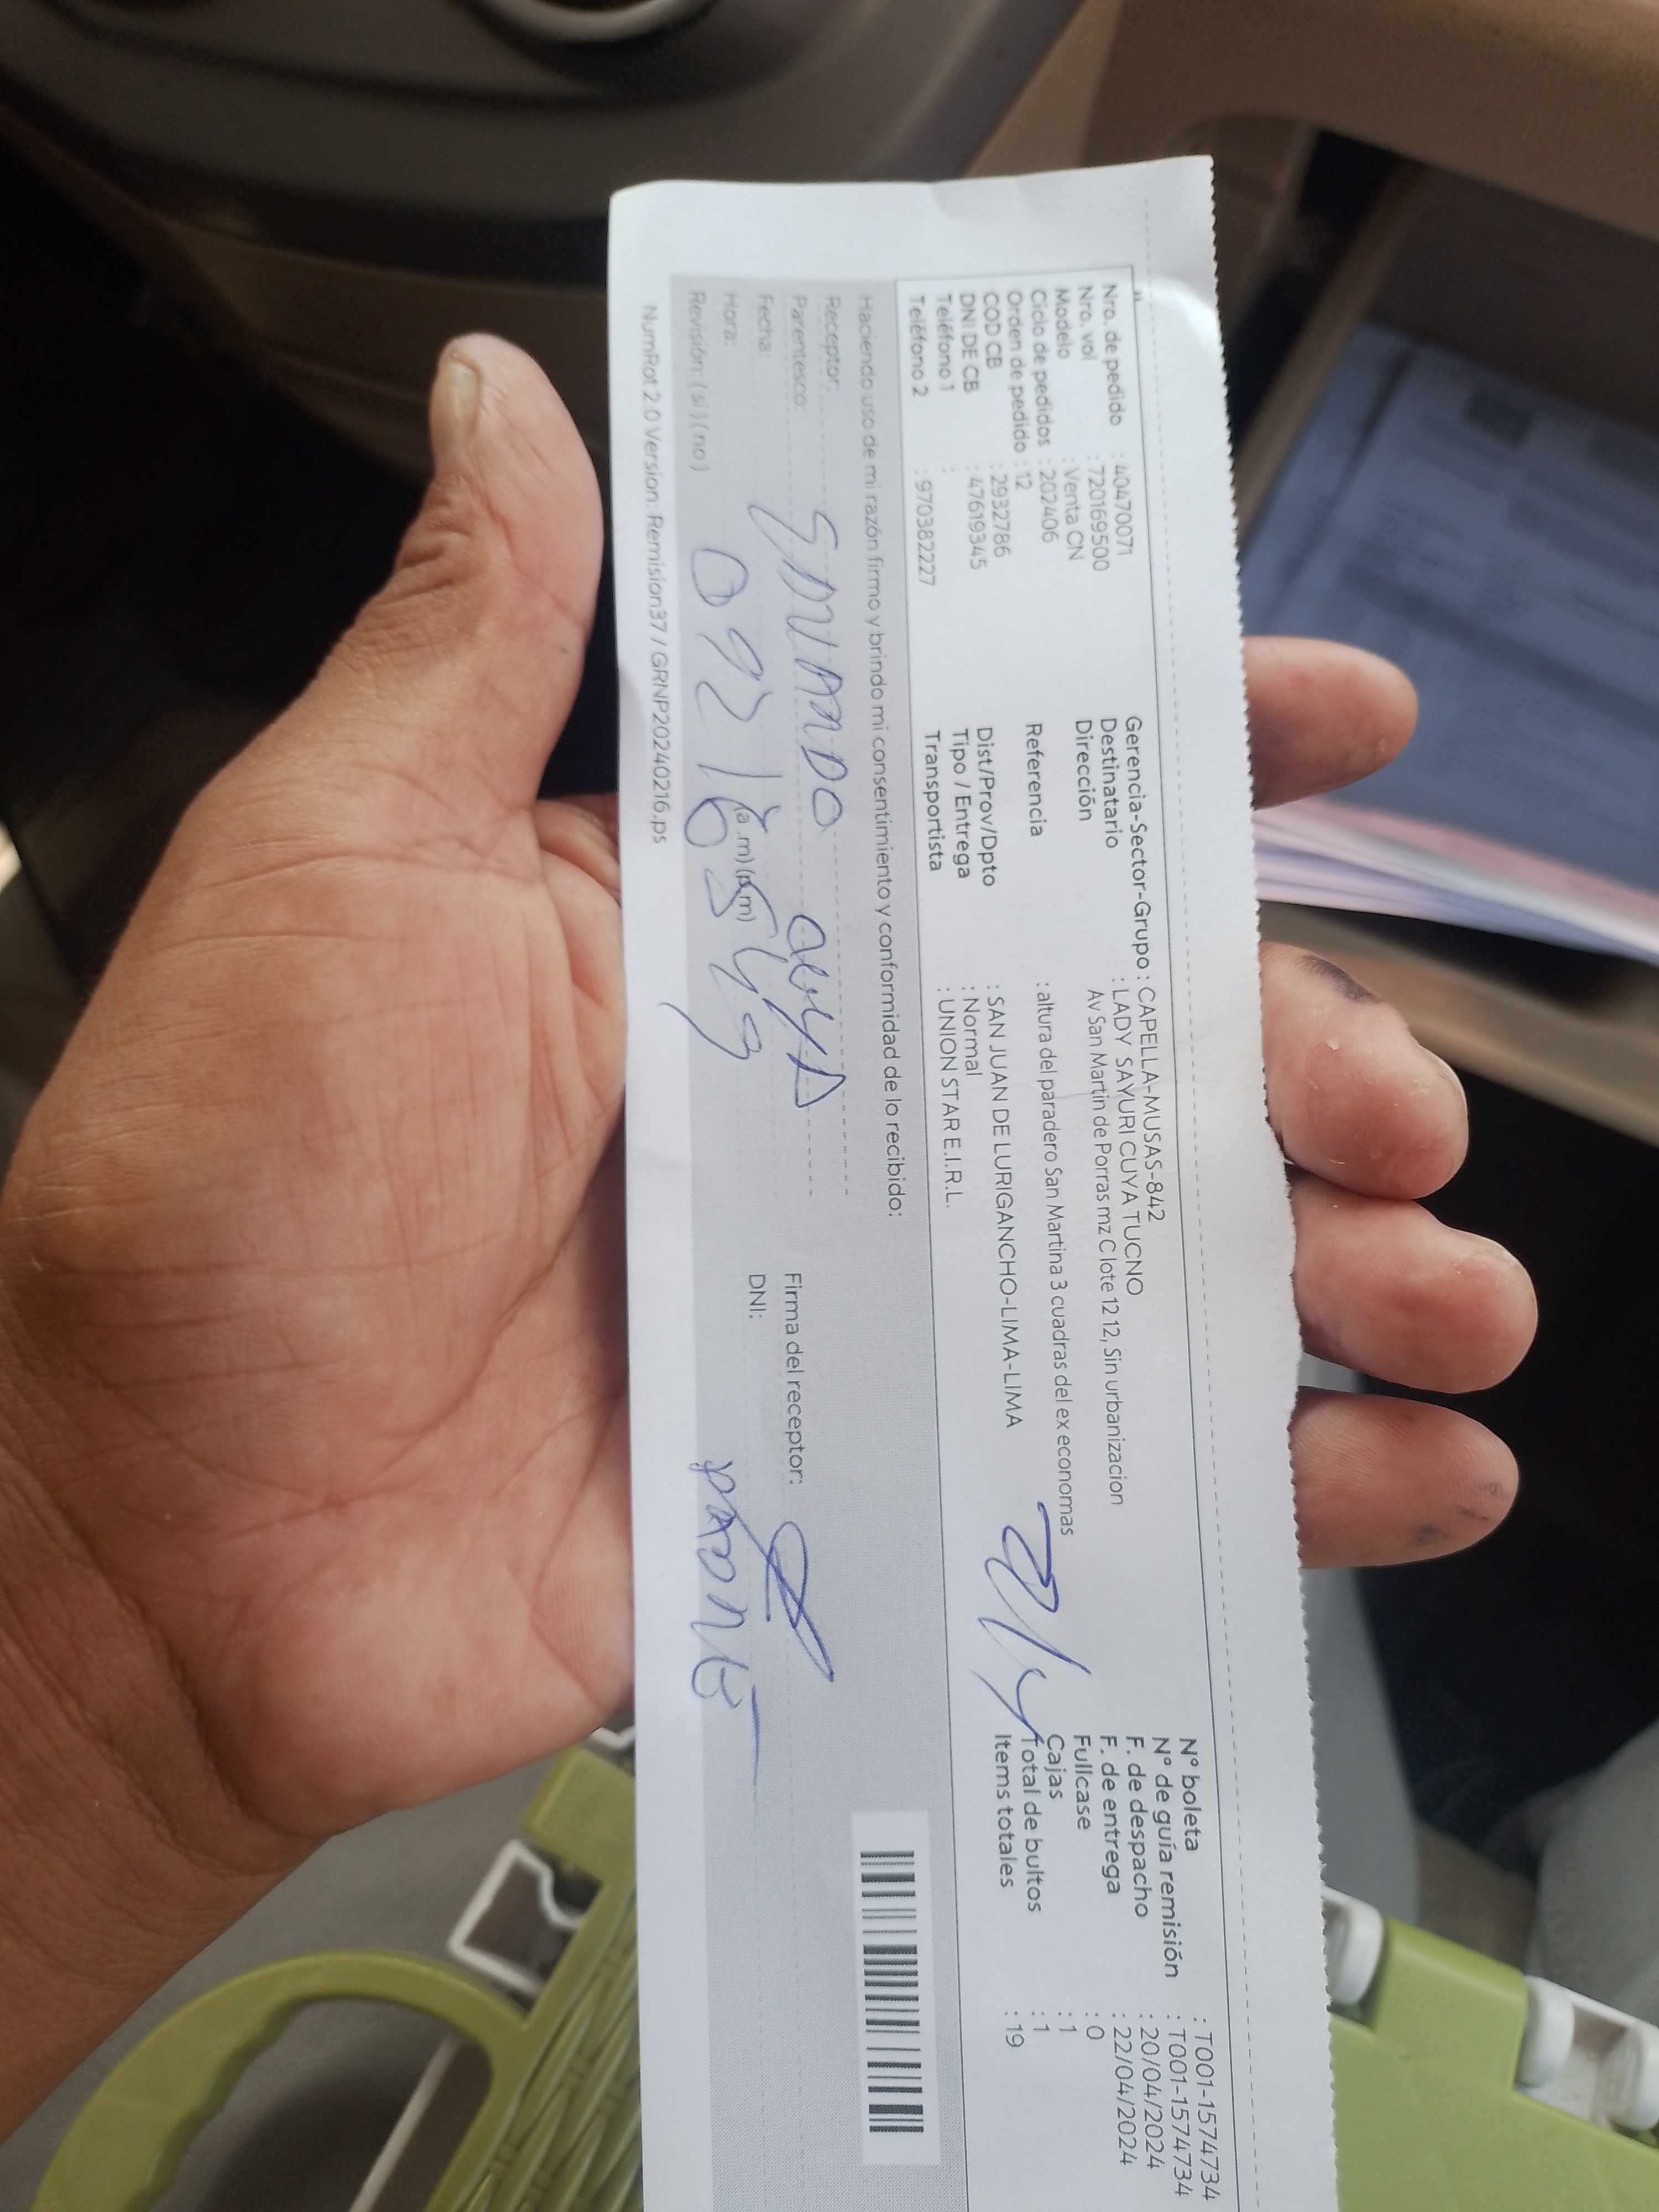 Nro. de pedido : 40470071
Nro. vol : 720169500
Modelo : Venta CN
Ciclo de pedidos : 202406
Orden de pedido : 12
COD CB : 2932786
DNI DE CB : 47619345
Teléfono 1 :
Teléfono 2 : 970382227
Gerencia-Sector-Grupo : CAPELLA-MUSAS-842
Destinatario : LADY SAYURI CUYA TUCNO
Dirección Av San Martin de Porras mz C lote 12 12, Sin urbanizacion
Referencia : altura del paradero San Martina 3 cuadras del ex economas
Dist/Prov/Dpto : SAN JUAN DE LURIGANCHO-LIMA-LIMA
Tipo / Entrega : Normal
Transportista : UNION STAR E.I.R.L.
N° boleta : T001-1574734
N° de guía remisión : T001-1574734
F. de despacho : 20/04/2024
F. de entrega : 22/04/2024
Fullcase : 0
Cajas : 1
Total de bultos : 1
Items totales : 19
Haciendo uso de mi razón firmo y brindo mi consentimiento y conformidad de lo recibido:
Receptor:
Parentesco:
Fecha:
Hora: (a.m)(p.m)
Revisión: (si) (no)
Firma del receptor:
DNI:
PADRE
NumRot 2.0 Version: Remision37 / GRNP20240216.ps